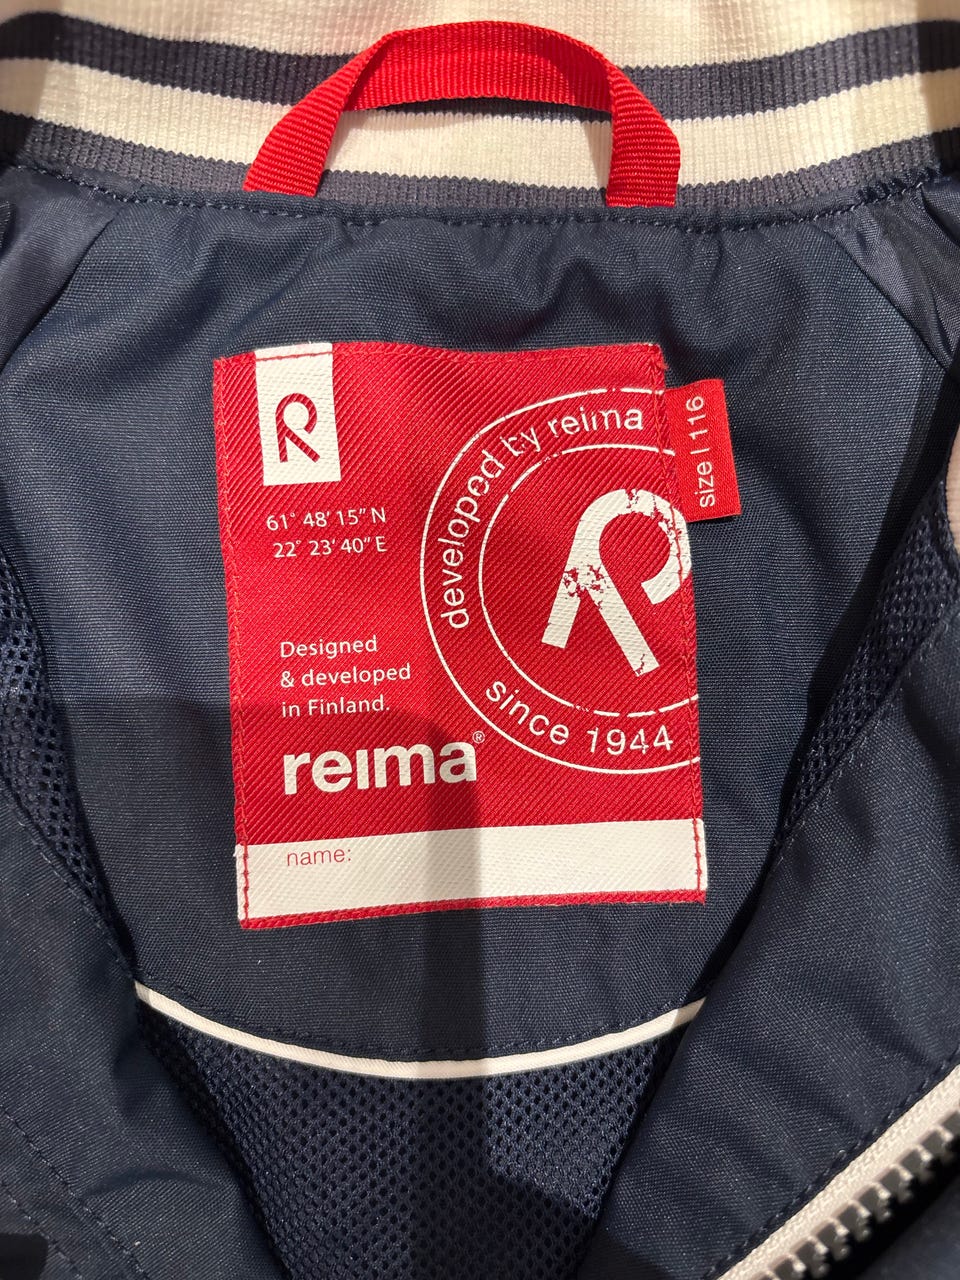 61° 48' 15" N
22° 23' 40" E
developed by reima
since 1944
size | 116
Designed
& developed
in Finland.
reima®
name: